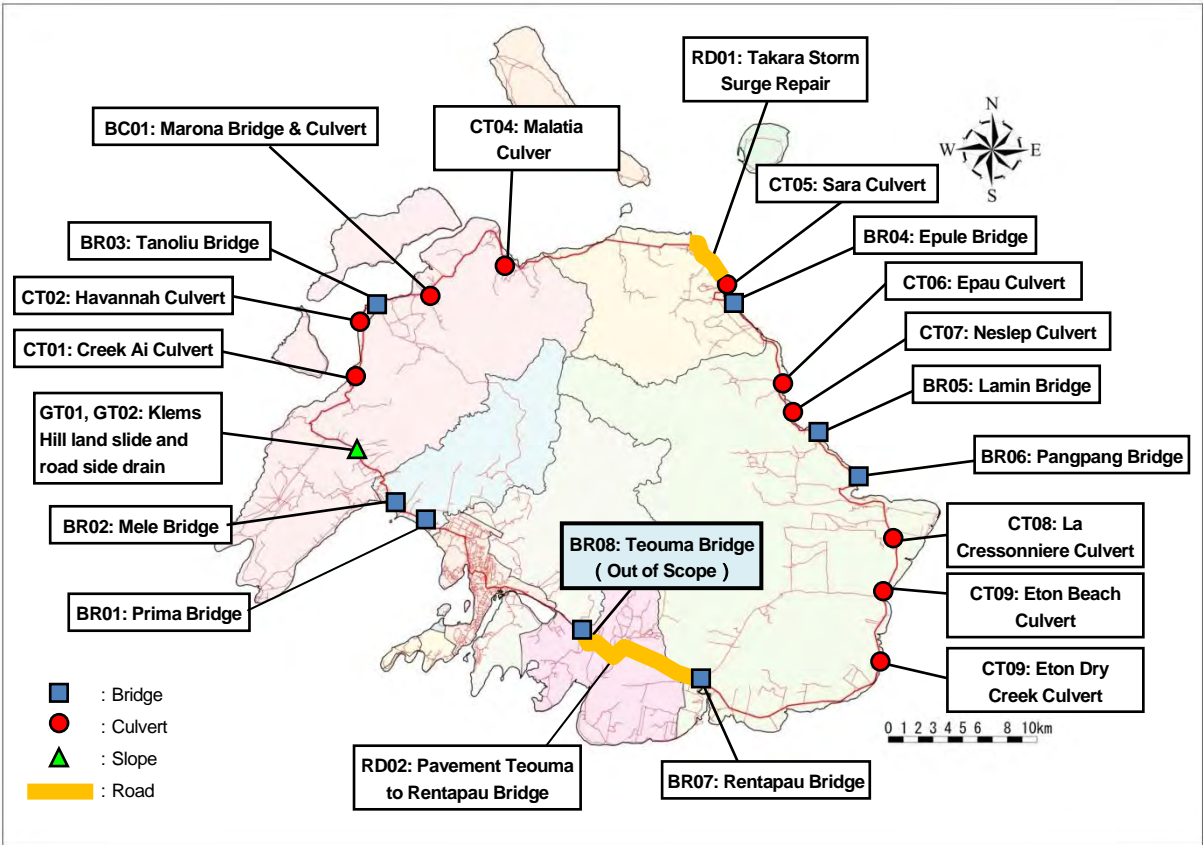 RD01: Takara Storm
Surge Repair
BC01: Marona Bridge & Culvert
CT04: Malatia
Culver
N
W
E
S
CT05: Sara Culvert
BR03: Tanoliu Bridge
BR04: Epule Bridge
CT02: Havannah Culvert
CT06: Epau Culvert
CT01: Creek Ai Culvert
CT07: Neslep Culvert
BR05: Lamin Bridge
GT01, GT02: Klems
Hill land slide and
road side drain
BR06: Pangpang Bridge
BR02: Mele Bridge
CT08: La
Cressonniere Culvert
BR08: Teouma Bridge
( Out of Scope )
BR01: Prima Bridge
CT09: Eton Beach
Culvert
CT09: Eton Dry
Creek Culvert
: Bridge
: Culvert
: Slope
: Road
0 1 2 3 4 5 6 8 10km
RD02: Pavement Teouma
to Rentapau Bridge
BR07: Rentapau Bridge